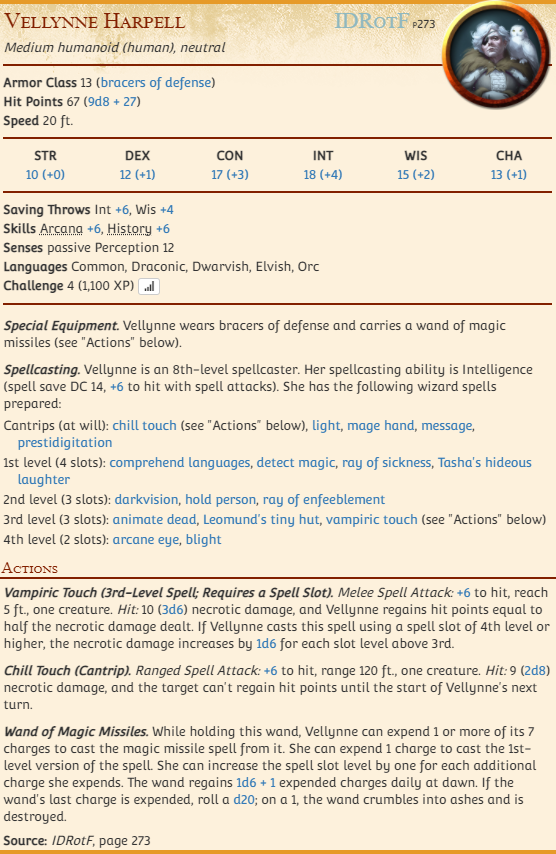 Vellynne Harpell IDRotF p273
Medium humanoid (human), neutral
Armor Class 13 (bracers of defense)
Hit Points 67 (9d8 + 27)
Speed 20 ft.
STR DEX CON INT WIS CHA
10 (+0) 12 (+1) 17 (+3) 18 (+4) 15 (+2) 13 (+1)
Saving Throws Int +6, Wis +4
Skills Arcana +6, History +6
Senses passive Perception 12
Languages Common, Draconic, Dwarvish, Elvish, Orc
Challenge 4 (1,100 XP)
Special Equipment. Vellynne wears bracers of defense and carries a wand of magic
missiles (see "Actions" below).
Spellcasting. Vellynne is an 8th-level spellcaster. Her spellcasting ability is Intelligence
(spell save DC 14, +6 to hit with spell attacks). She has the following wizard spells
prepared:
Cantrips (at will): chill touch (see "Actions" below), light, mage hand, message,
prestidigitation
1st level (4 slots): comprehend languages, detect magic, ray of sickness, Tasha's hideous
laughter
2nd level (3 slots): darkvision, hold person, ray of enfeeblement
3rd level (3 slots): animate dead, Leomund's tiny hut, vampiric touch (see "Actions" below)
4th level (2 slots): arcane eye, blight
Actions
Vampiric Touch (3rd-Level Spell; Requires a Spell Slot). Melee Spell Attack: +6 to hit, reach
5 ft., one creature. Hit: 10 (3d6) necrotic damage, and Vellynne regains hit points equal to
half the necrotic damage dealt. If Vellynne casts this spell using a spell slot of 4th level or
higher, the necrotic damage increases by 1d6 for each slot level above 3rd.
Chill Touch (Cantrip). Ranged Spell Attack: +6 to hit, range 120 ft., one creature. Hit: 9 (2d8)
necrotic damage, and the target can't regain hit points until the start of Vellynne's next
turn.
Wand of Magic Missiles. While holding this wand, Vellynne can expend 1 or more of its 7
charges to cast the magic missile spell from it. She can expend 1 charge to cast the 1st-
level version of the spell. She can increase the spell slot level by one for each additional
charge she expends. The wand regains 1d6 + 1 expended charges daily at dawn. If the
wand's last charge is expended, roll a d20; on a 1, the wand crumbles into ashes and is
destroyed.
Source: IDRotF, page 273